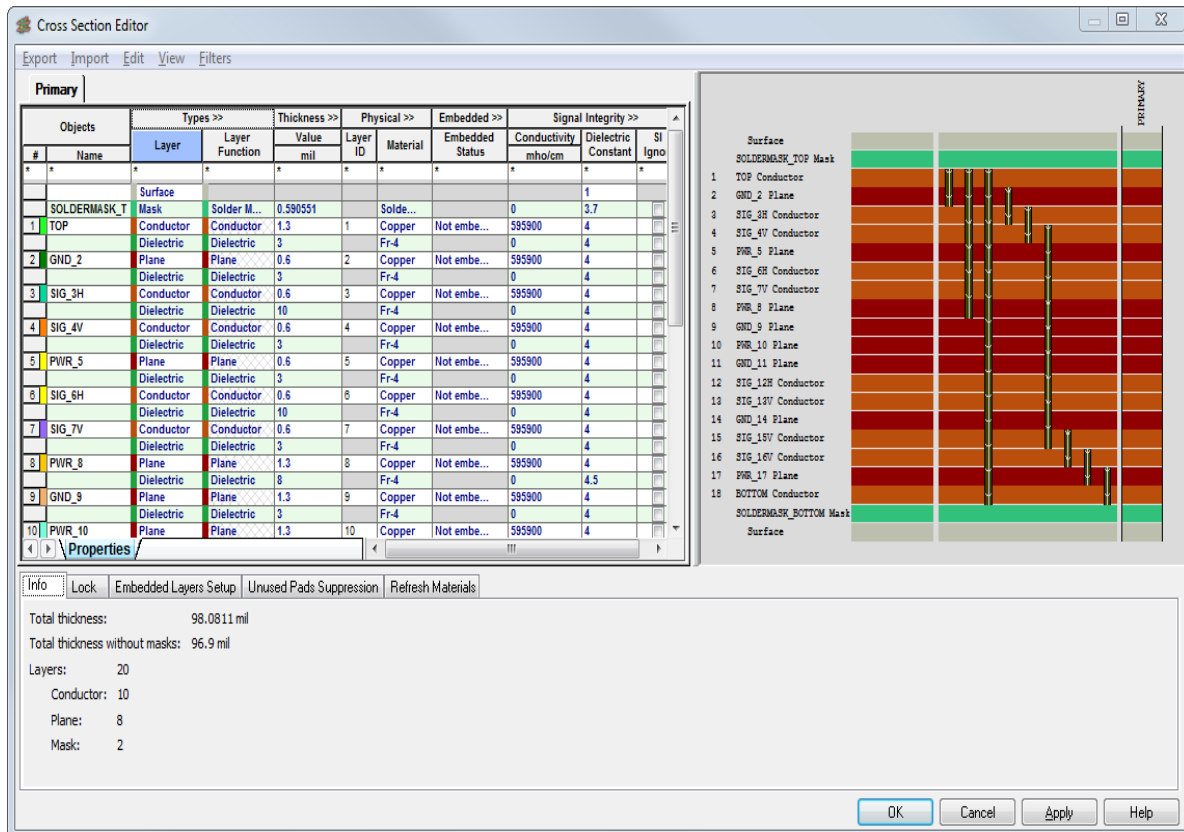 Cross Section Editor
Export Import Edit View Filters
Primary
Objects Types >> Thickness >> Physical >> Embedded >> Signal Integrity >>
# Name Layer Layer Function Value mil Layer ID Material Embedded Status Conductivity mho/cm Dielectric Constant SI Igno
* * * * * * * * * * *
Surface 1
SOLDERMASK_T Mask Solder M... 0.590551 Solde... 0 3.7
1 TOP Conductor Conductor 1.3 1 Copper Not embe... 595900 4
Dielectric Dielectric 3 Fr-4 0 4
2 GND_2 Plane Plane 0.6 2 Copper Not embe... 595900 4
Dielectric Dielectric 3 Fr-4 0 4
3 SIG_3H Conductor Conductor 0.6 3 Copper Not embe... 595900 4
Dielectric Dielectric 10 Fr-4 0 4
4 SIG_4V Conductor Conductor 0.6 4 Copper Not embe... 595900 4
Dielectric Dielectric 3 Fr-4 0 4
5 PWR_5 Plane Plane 0.6 5 Copper Not embe... 595900 4
Dielectric Dielectric 3 Fr-4 0 4
6 SIG_6H Conductor Conductor 0.6 6 Copper Not embe... 595900 4
Dielectric Dielectric 10 Fr-4 0 4
7 SIG_7V Conductor Conductor 0.6 7 Copper Not embe... 595900 4
Dielectric Dielectric 3 Fr-4 0 4
8 PWR_8 Plane Plane 1.3 8 Copper Not embe... 595900 4
Dielectric Dielectric 8 Fr-4 0 4.5
9 GND_9 Plane Plane 1.3 9 Copper Not embe... 595900 4
Dielectric Dielectric 3 Fr-4 0 4
10 PWR_10 Plane Plane 1.3 10 Copper Not embe... 595900 4
Properties
PRIMARY
Surface
SOLDERMASK_TOP Mask
1 TOP Conductor
2 GND_2 Plane
3 SIG_3H Conductor
4 SIG_4V Conductor
5 PWR_5 Plane
6 SIG_6H Conductor
7 SIG_7V Conductor
8 PWR_8 Plane
9 GND_9 Plane
10 PWR_10 Plane
11 GND_11 Plane
12 SIG_12H Conductor
13 SIG_13V Conductor
14 GND_14 Plane
15 SIG_15V Conductor
16 SIG_16V Conductor
17 PWR_17 Plane
18 BOTTOM Conductor
SOLDERMASK_BOTTOM Mask
Surface
Info Lock Embedded Layers Setup Unused Pads Suppression Refresh Materials
Total thickness: 98.0811 mil
Total thickness without masks: 96.9 mil
Layers: 20
Conductor: 10
Plane: 8
Mask: 2
OK Cancel Apply Help